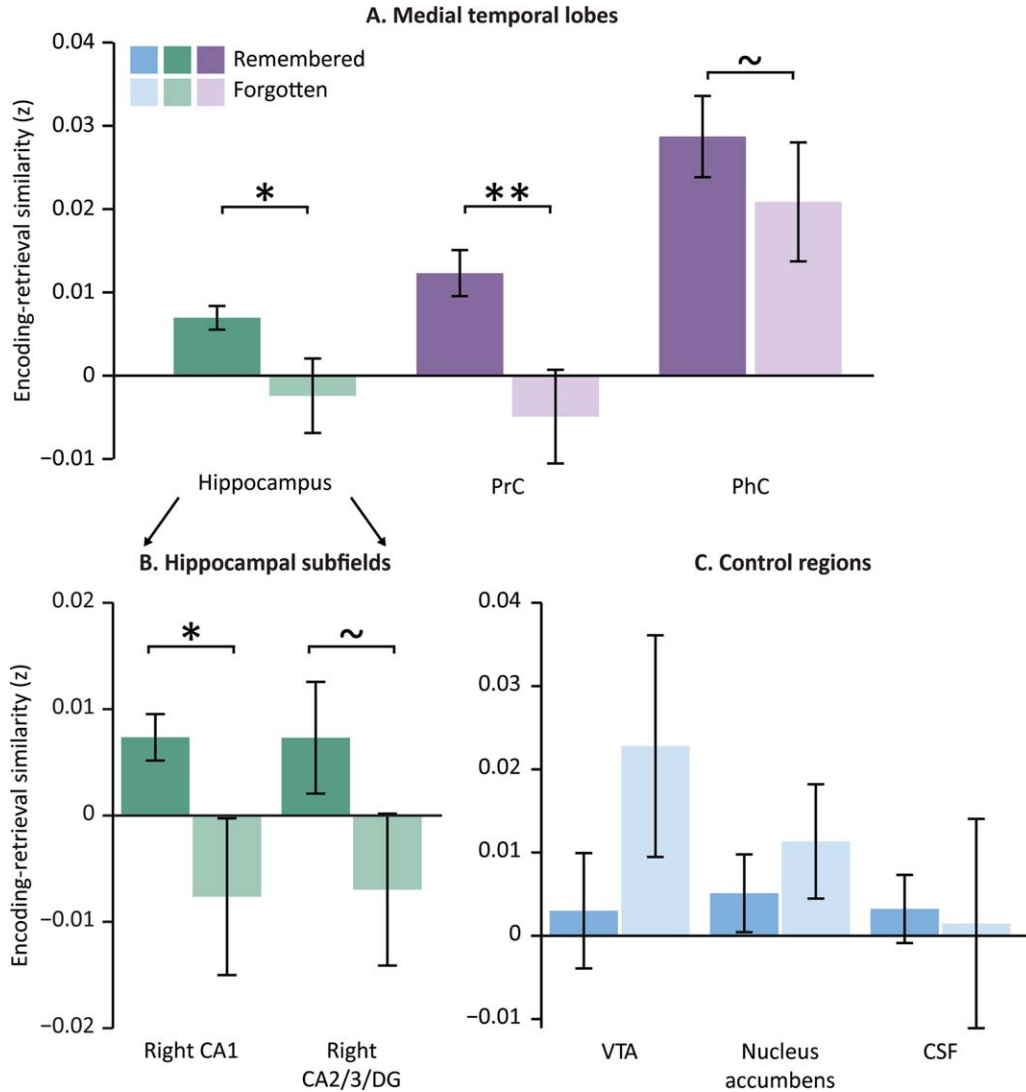 A. Medial temporal lobes
Encoding-retrieval similarity (z)
0.04
0.03
0.02
0.01
0
−0.01
Remembered
Forgotten
*
**
~
Hippocampus
PrC
PhC
B. Hippocampal subfields
Encoding-retrieval similarity (z)
0.02
0.01
0
−0.01
−0.02
*
~
Right CA1
Right
CA2/3/DG
C. Control regions
0.04
0.03
0.02
0.01
0
−0.01
VTA
Nucleus
accumbens
CSF